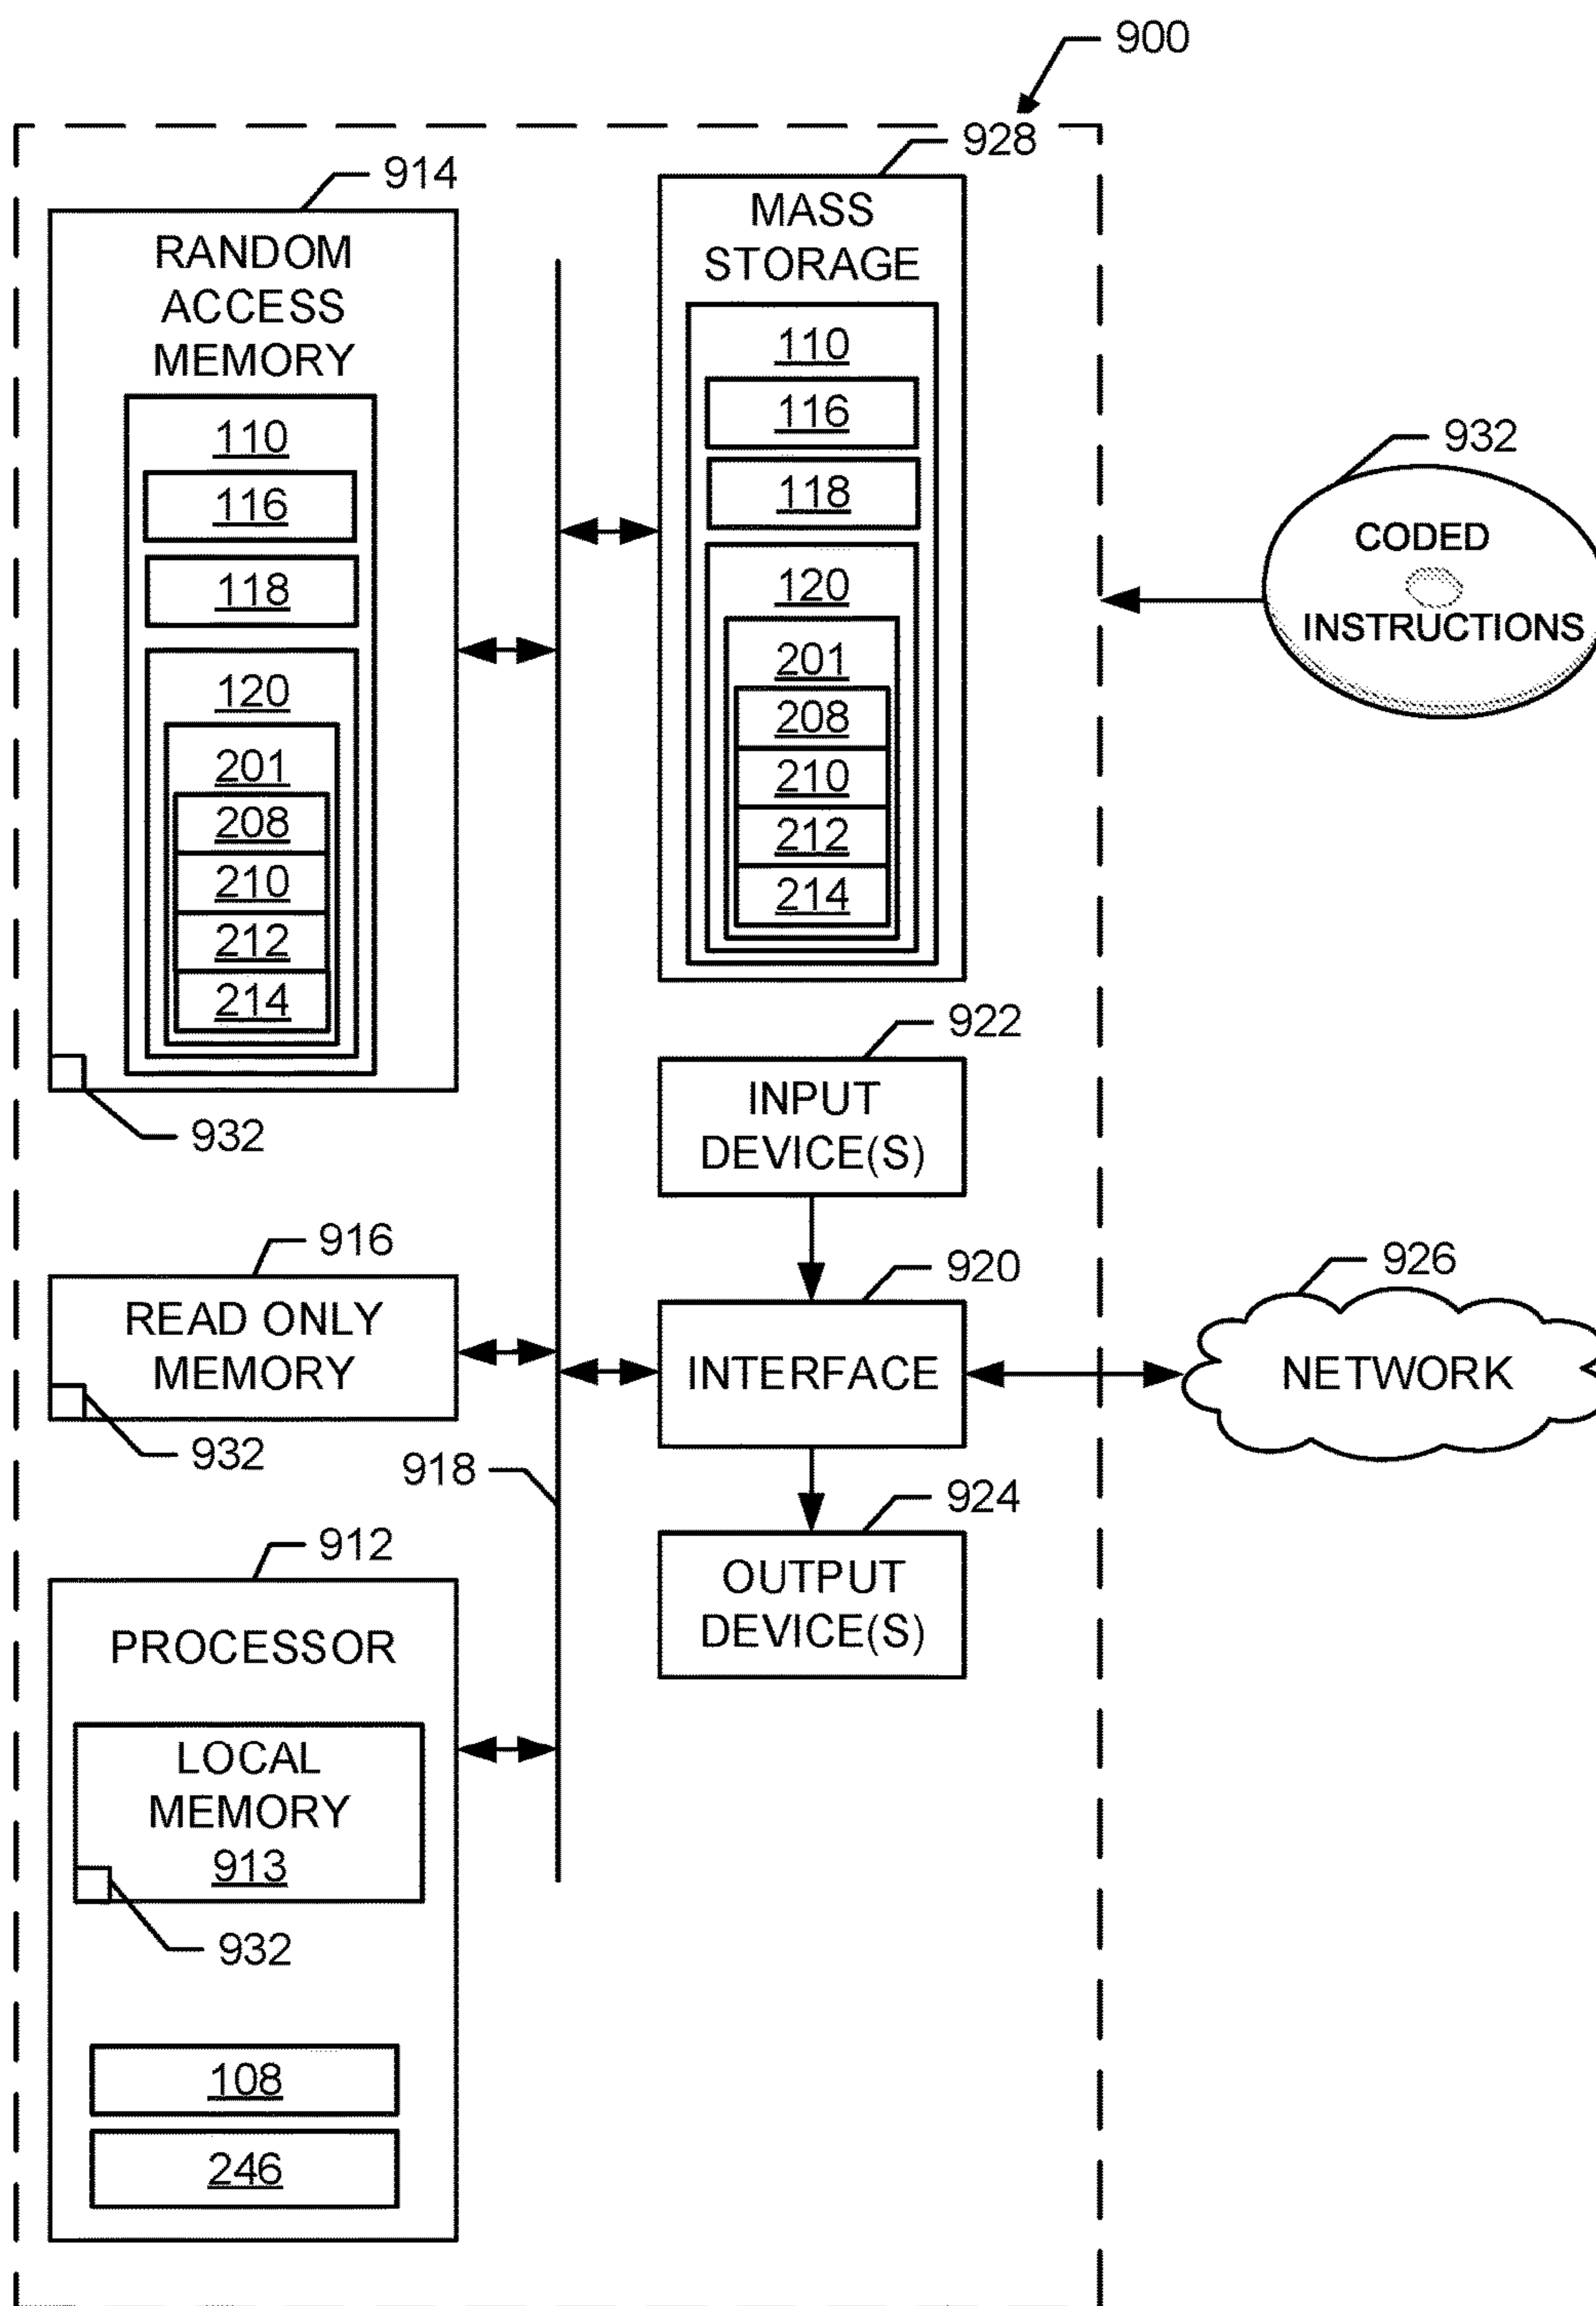 900
928
914
MASS
STORAGE
RANDOM
ACCESS
MEMORY
110
116
118
120
201
208
210
212
214
932
110
116
118
120
201
208
210
212
214
932
CODED
INSTRUCTIONS
922
INPUT
DEVICE(S)
916
READ ONLY
MEMORY
932
920
INTERFACE
926
NETWORK
918
924
OUTPUT
DEVICE(S)
912
PROCESSOR
LOCAL
MEMORY
913
932
108
246